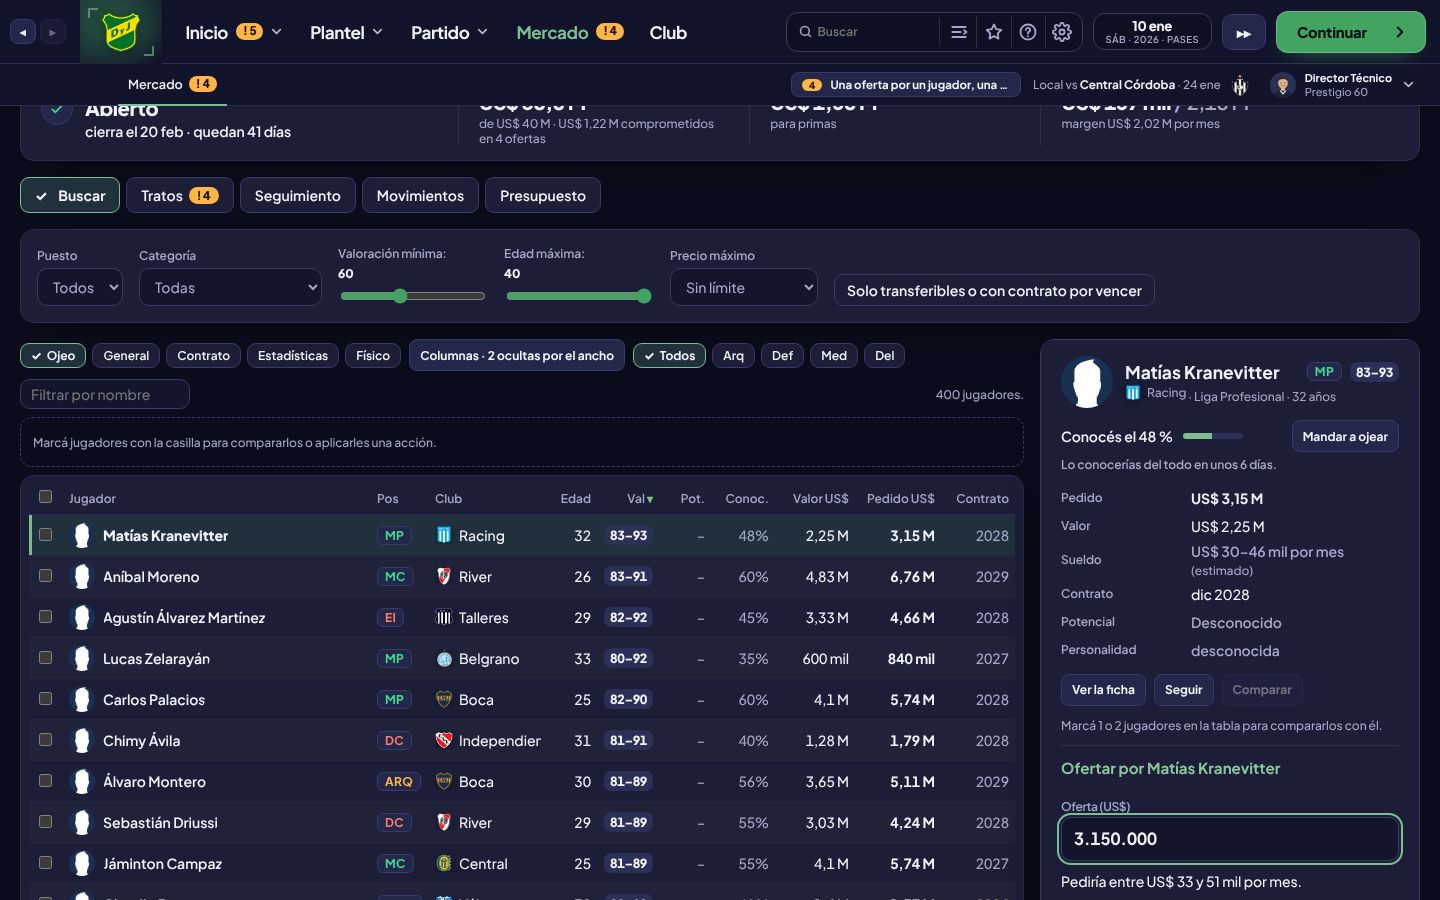 Inicio !5 Plantel Partido Mercado !4 Club Buscar 10 ene SÁB · 2026 · PASES Continuar
DyJ
Mercado !4 4 Una oferta por un jugador, una ... Local vs Central Córdoba · 24 ene Director Técnico Prestigio 60
Abierto
cierra el 20 feb · quedan 41 días
de US$ 40 M · US$ 1,22 M comprometidos
en 4 ofertas
para primas
margen US$ 2,02 M por mes
Buscar Tratos !4 Seguimiento Movimientos Presupuesto
Puesto Categoría Valoración mínima: Edad máxima: Precio máximo
60 40
Todos Todas Sin límite Solo transferibles o con contrato por vencer
Ojeo General Contrato Estadísticas Físico Columnas · 2 ocultas por el ancho Todos Arq Def Med Del
Filtrar por nombre 400 jugadores.
Marcá jugadores con la casilla para compararlos o aplicarles una acción.
Jugador Pos Club Edad Val▼ Pot. Conoc. Valor US$ Pedido US$ Contrato
Matías Kranevitter MP Racing 32 83–93 – 48% 2,25 M 3,15 M 2028
Aníbal Moreno MC River 26 83–91 – 60% 4,83 M 6,76 M 2029
Agustín Álvarez Martínez EI Talleres 29 82–92 – 45% 3,33 M 4,66 M 2028
Lucas Zelarayán MP Belgrano 33 80–92 – 35% 600 mil 840 mil 2027
Carlos Palacios MP Boca 25 82–90 – 60% 4,1 M 5,74 M 2028
Chimy Ávila DC Independien 31 81–91 – 40% 1,28 M 1,79 M 2028
Álvaro Montero ARQ Boca 30 81–89 – 56% 3,65 M 5,11 M 2029
Sebastián Driussi DC River 29 81–89 – 55% 3,03 M 4,24 M 2028
Jáminton Campaz MC Central 25 81–89 – 55% 4,1 M 5,74 M 2027
Matías Kranevitter MP 83–93
Racing · Liga Profesional · 32 años
Conocés el 48 % Mandar a ojear
Lo conocerías del todo en unos 6 días.
Pedido US$ 3,15 M
Valor US$ 2,25 M
Sueldo US$ 30–46 mil por mes
(estimado)
Contrato dic 2028
Potencial Desconocido
Personalidad desconocida
Ver la ficha Seguir Comparar
Marcá 1 o 2 jugadores en la tabla para compararlos con él.
Ofertar por Matías Kranevitter
Oferta (US$)
3.150.000
Pediría entre US$ 33 y 51 mil por mes.